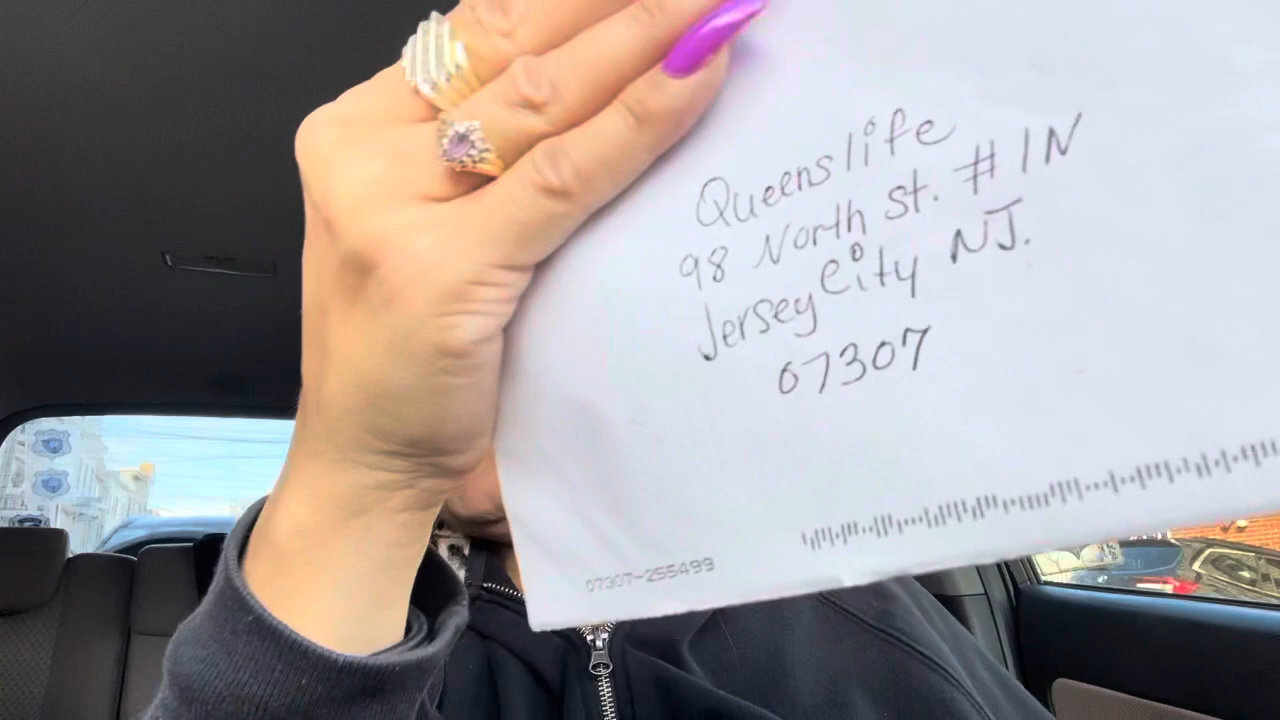 Queenslife
98 North St. #1N
Jersey City NJ.
07307
07307-255499